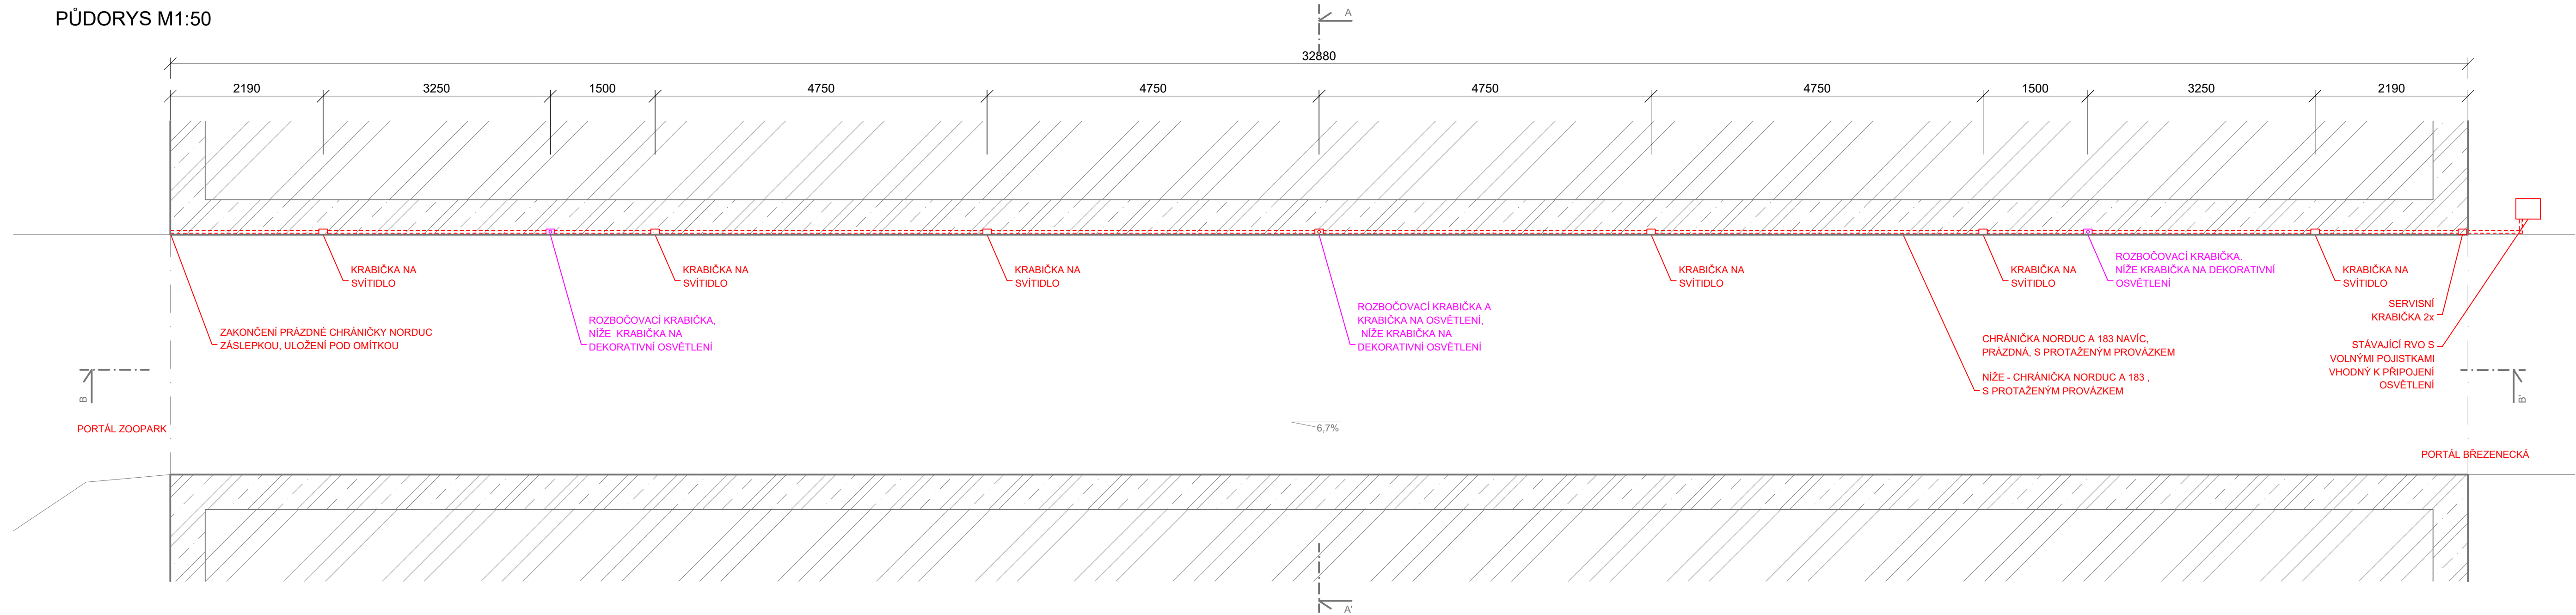 PŮDORYS M1:50
A
32880
2190
3250
1500
4750
4750
4750
4750
1500
3250
2190
KRABIČKA NA
SVÍTIDLO
KRABIČKA NA
SVÍTIDLO
KRABIČKA NA
SVÍTIDLO
KRABIČKA NA
SVÍTIDLO
KRABIČKA NA
SVÍTIDLO
ROZBOČOVACÍ KRABIČKA.
NÍŽE KRABIČKA NA DEKORATIVNÍ
OSVĚTLENÍ
KRABIČKA NA
SVÍTIDLO
SERVISNÍ
KRABIČKA 2x
ZAKONČENÍ PRÁZDNÉ CHRÁNIČKY NORDUC
ZÁSLEPKOU, ULOŽENÍ POD OMÍTKOU
ROZBOČOVACÍ KRABIČKA,
NÍŽE KRABIČKA NA
DEKORATIVNÍ OSVĚTLENÍ
ROZBOČOVACÍ KRABIČKA A
KRABIČKA NA OSVĚTLENÍ,
NÍŽE KRABIČKA NA
DEKORATIVNÍ OSVĚTLENÍ
CHRÁNIČKA NORDUC A 183 NAVÍC,
PRÁZDNÁ, S PROTAŽENÝM PROVÁZKEM
NÍŽE - CHRÁNIČKA NORDUC A 183 ,
S PROTAŽENÝM PROVÁZKEM
STÁVAJÍCÍ RVO S
VOLNÝMI POJISTKAMI
VHODNÝ K PŘIPOJENÍ
OSVĚTLENÍ
B
B'
PORTÁL ZOOPARK
6,7%
PORTÁL BŘEZENECKÁ
A'